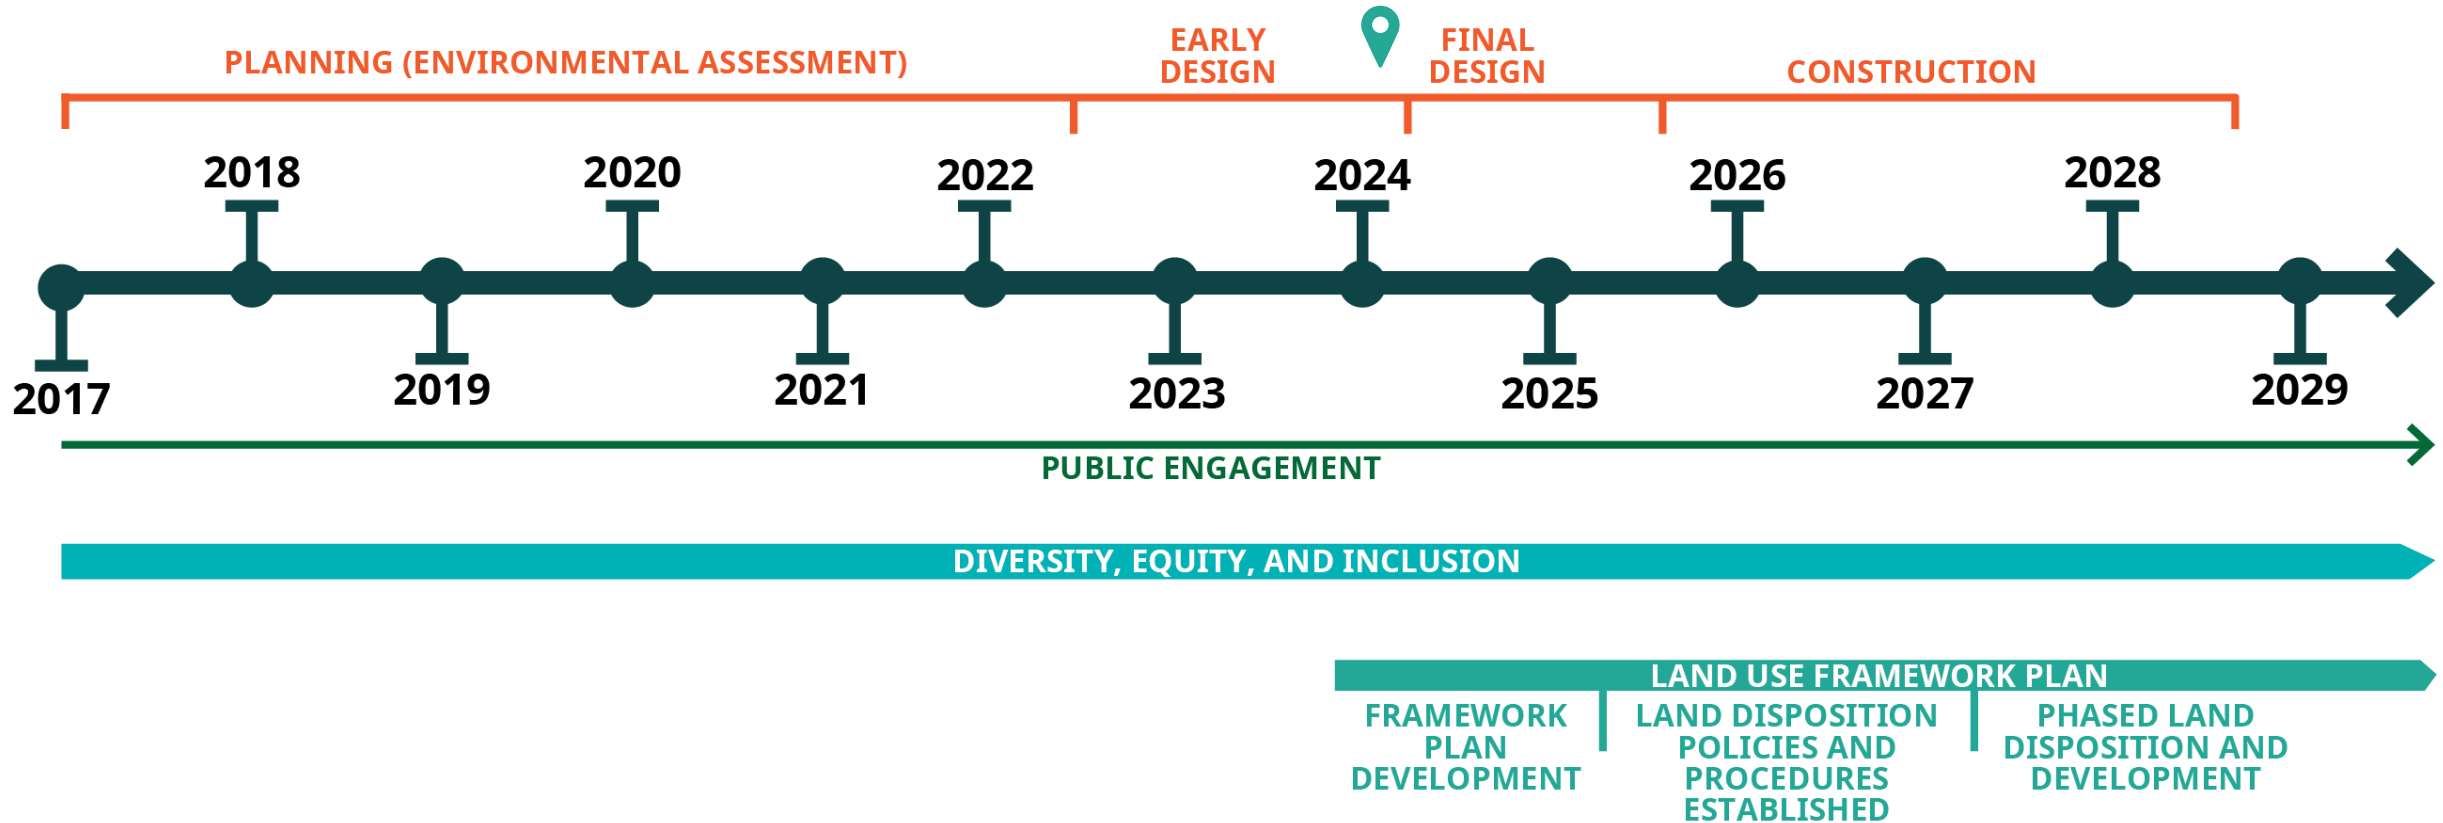 PLANNING (ENVIRONMENTAL ASSESSMENT)
EARLY
DESIGN
FINAL
DESIGN
CONSTRUCTION
2018
2020
2022
2024
2026
2028
2017
2019
2021
2023
2025
2027
2029
PUBLIC ENGAGEMENT
DIVERSITY, EQUITY, AND INCLUSION
LAND USE FRAMEWORK PLAN
FRAMEWORK
PLAN
DEVELOPMENT
LAND DISPOSITION
POLICIES AND
PROCEDURES
ESTABLISHED
PHASED LAND
DISPOSITION AND
DEVELOPMENT